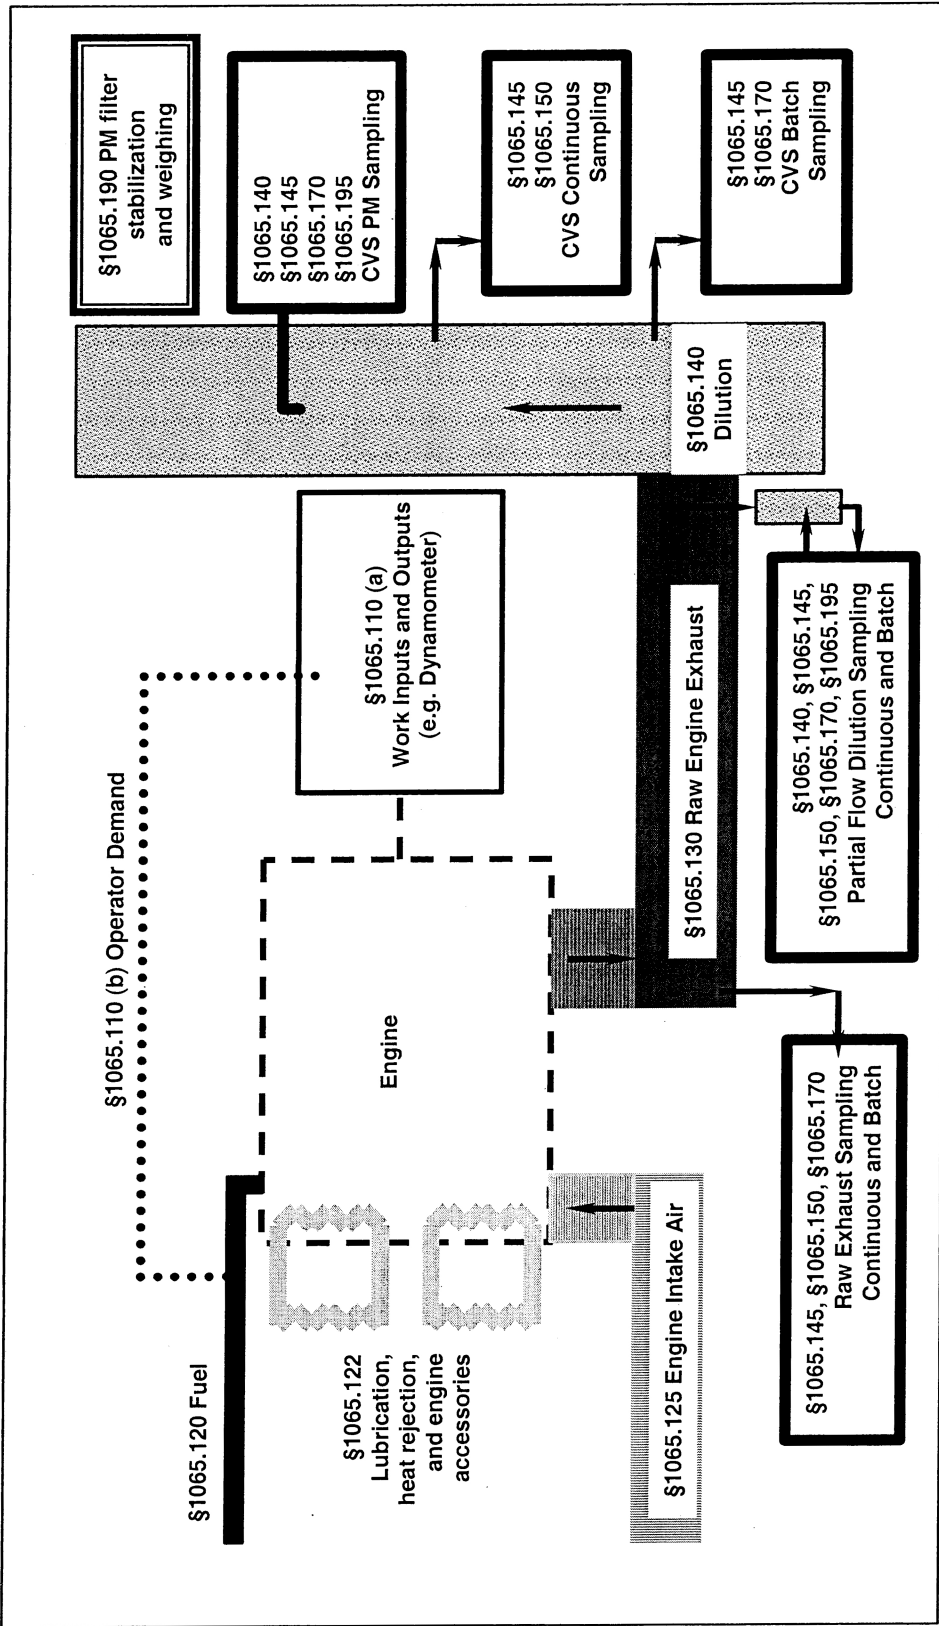 §1065.110 (b) Operator Demand
§1065.120 Fuel
§1065.122
Lubrication,
heat rejection,
and engine
accessories
Engine
§1065.110 (a)
Work Inputs and Outputs
(e.g. Dynamometer)
§1065.125 Engine Intake Air
§1065.130 Raw Engine Exhaust
§1065.145, §1065.150, §1065.170
Raw Exhaust Sampling
Continuous and Batch
§1065.140, §1065.145,
§1065.150, §1065.170, §1065.195
Partial Flow Dilution Sampling
Continuous and Batch
§1065.140
Dilution
§1065.190 PM filter
stabilization
and weighing
§1065.140
§1065.145
§1065.170
§1065.195
CVS PM Sampling
§1065.145
§1065.150
CVS Continuous
Sampling
§1065.145
§1065.170
CVS Batch
Sampling